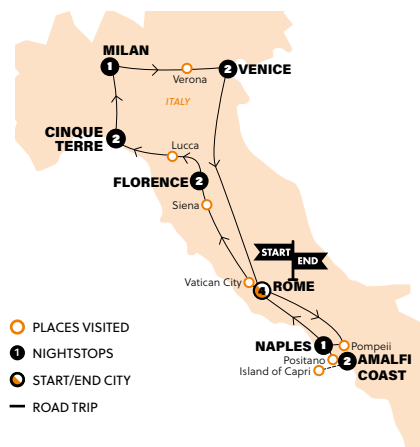 MILAN
1
Verona
2
VENICE
ITALY
CINQUE
TERRE
2
Lucca
FLORENCE
2
Siena
START
END
Vatican City
4
ROME
NAPLES
1
Pompeii
Positano
2
AMALFI
COAST
Island of Capri
PLACES VISITED
1 NIGHTSTOPS
START/END CITY
ROAD TRIP